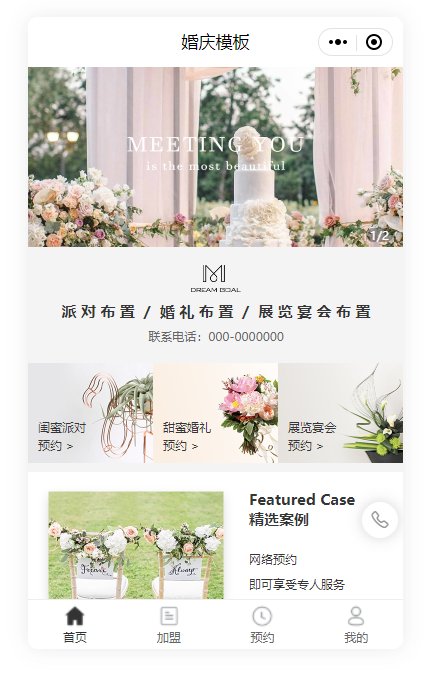 婚庆模板
MEETING YOU
is the most beautiful
1/2
DREAM BOAL
派对布置 / 婚礼布置 / 展览宴会布置
联系电话：000-0000000
闺蜜派对
预约 >
甜蜜婚礼
预约 >
展览宴会
预约 >
Featured Case
精选案例
Forever
Always
网络预约
即可享受专人服务
首页
加盟
预约
我的